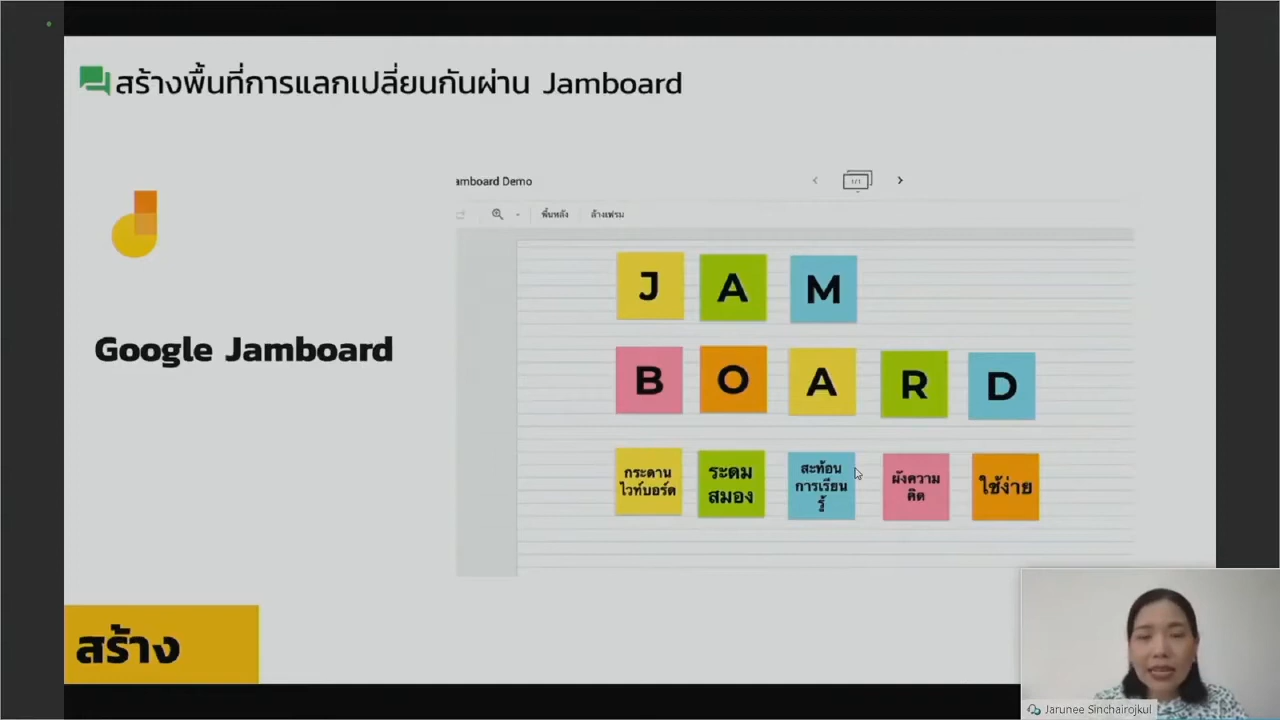 สร้างพื้นที่การแลกเปลี่ยนกันผ่าน Jamboard
amboard Demo
1/1
พื้นหลัง
ล้างเฟรม
J A M
Google Jamboard
B O A R D
กระดาน
ไวท์บอร์ด
ระดม
สมอง
สะท้อน
การเรียน
รู้
ผังความ
คิด
ใช้ง่าย
สร้าง
Jarunee Sinchairojkul